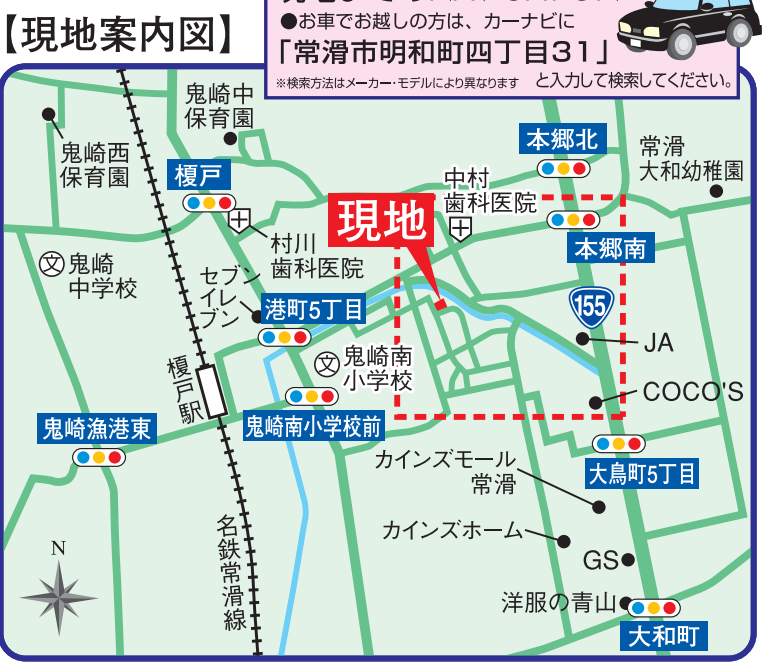 【現地案内図】
●お車でお越しの方は、カーナビに
「常滑市明和町四丁目31」
※検索方法はメーカー・モデルにより異なります
と入力して検索してください。
鬼崎中
保育園
鬼崎西
保育園
榎戸
本郷北
常滑
大和幼稚園
中村
歯科医院
現地
本郷南
村川
歯科医院
文
鬼崎
中学校
セブン
イレ
ブン
港町5丁目
155
JA
文
鬼崎南
小学校
榎戸駅
COCO'S
鬼崎漁港東
鬼崎南小学校前
大鳥町5丁目
カインズモール
常滑
カインズホーム
名鉄常滑線
N
GS
洋服の青山
大和町